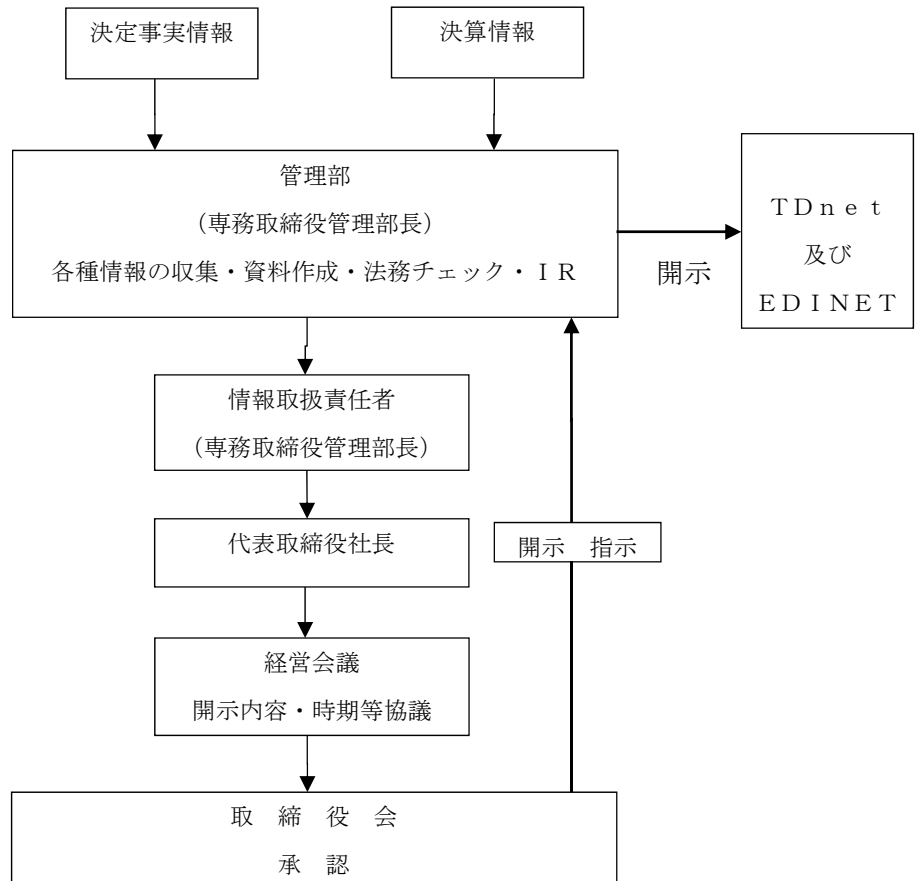 決定事実情報
決算情報
管理部
（専務取締役管理部長）
各種情報の収集・資料作成・法務チェック・ＩＲ
ＴＤｎｅｔ
及び
ＥＤＩＮＥＴ
開示
情報取扱責任者
（専務取締役管理部長）
代表取締役社長
開示　指示
経営会議
開示内容・時期等協議
取　締　役　会
承　認